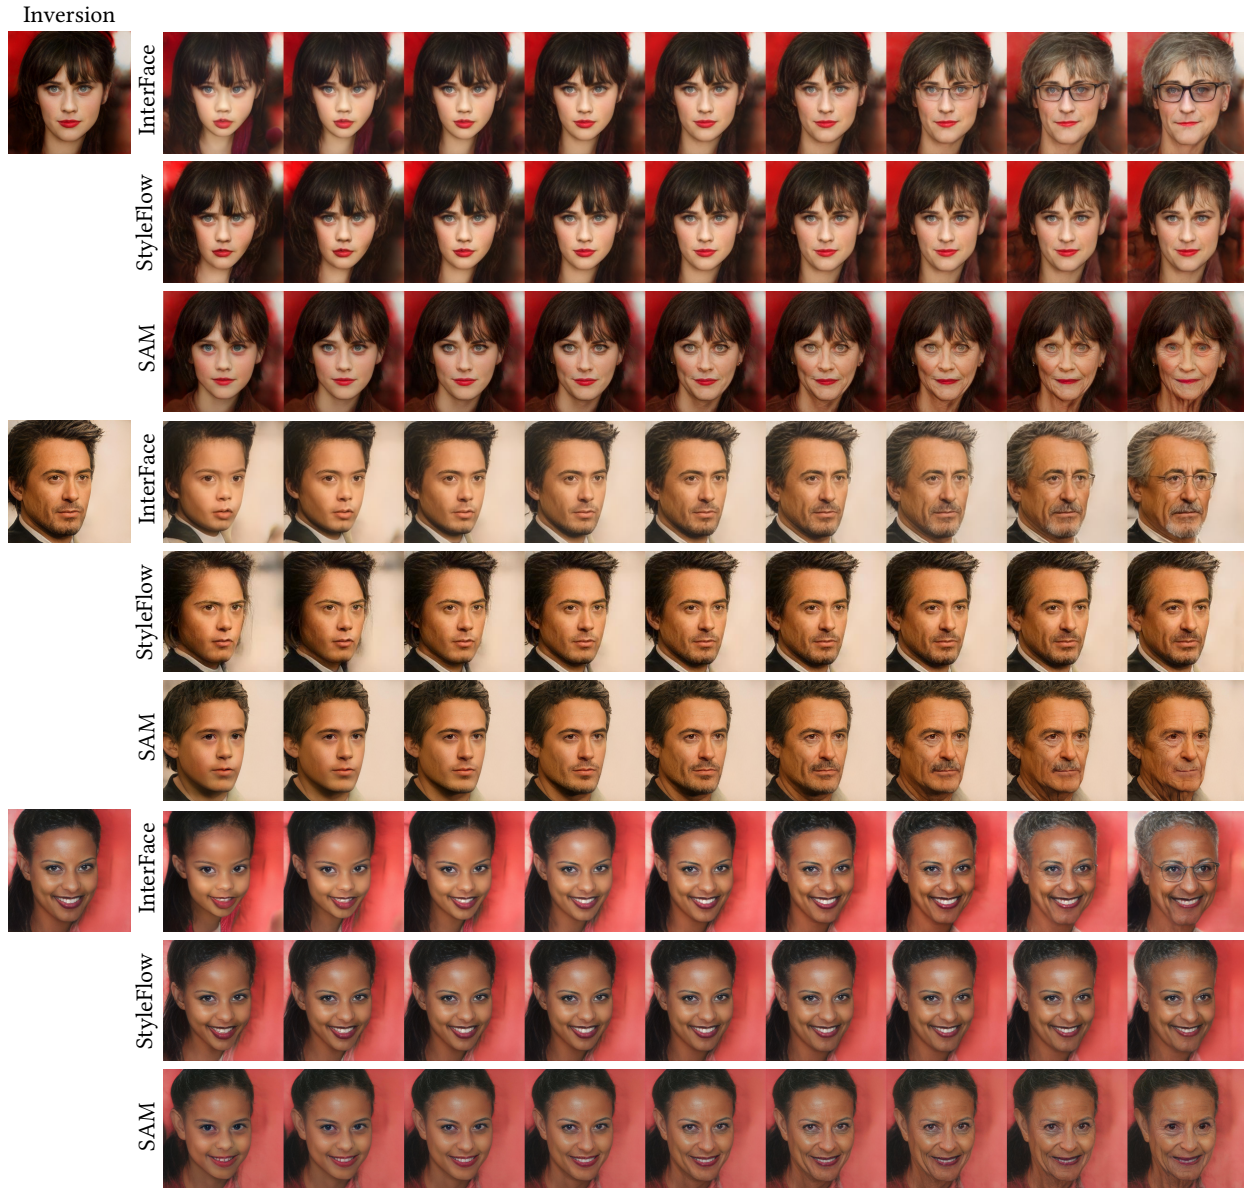 Inversion
InterFace
StyleFlow
SAM
InterFace
StyleFlow
SAM
InterFace
StyleFlow
SAM